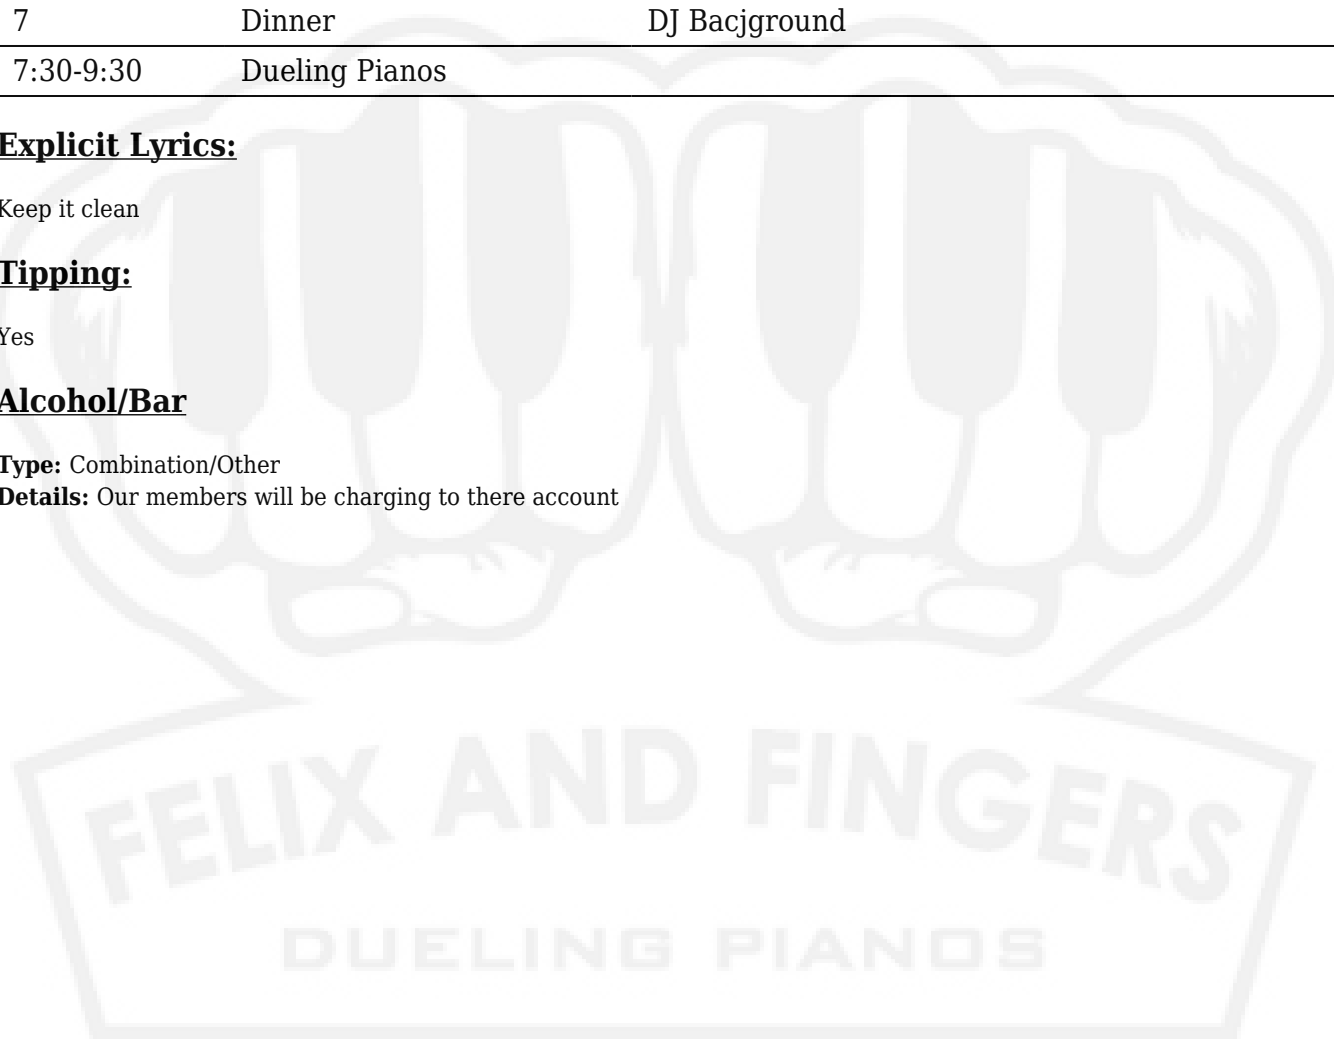 7 Dinner DJ Bacjground
7:30-9:30 Dueling Pianos
Explicit Lyrics:
Keep it clean
Tipping:
Yes
Alcohol/Bar
Type: Combination/Other
Details: Our members will be charging to there account
FELIX AND FINGERS
DUELING PIANOS